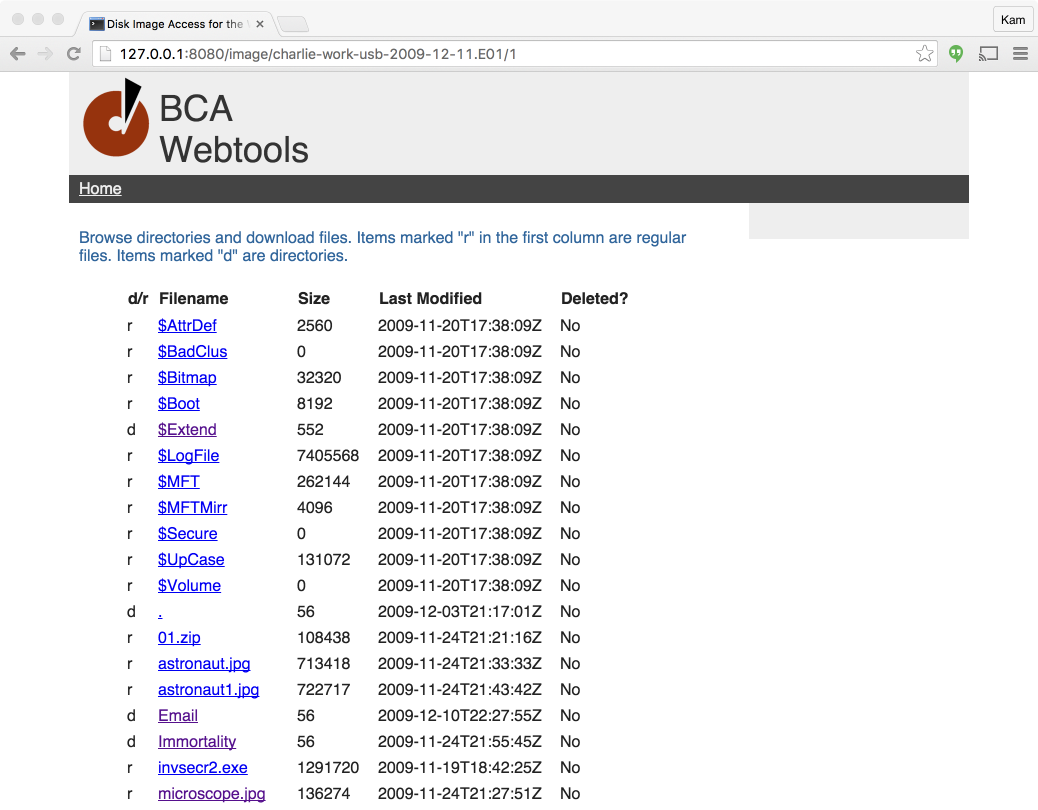 Disk Image Access for the
Kam
127.0.0.1:8080/image/charlie-work-usb-2009-12-11.E01/1
BCA
Webtools
Home
Browse directories and download files. Items marked "r" in the first column are regular
files. Items marked "d" are directories.
d/r Filename Size Last Modified Deleted?
r $AttrDef 2560 2009-11-20T17:38:09Z No
r $BadClus 0 2009-11-20T17:38:09Z No
r $Bitmap 32320 2009-11-20T17:38:09Z No
r $Boot 8192 2009-11-20T17:38:09Z No
d $Extend 552 2009-11-20T17:38:09Z No
r $LogFile 7405568 2009-11-20T17:38:09Z No
r $MFT 262144 2009-11-20T17:38:09Z No
r $MFTMirr 4096 2009-11-20T17:38:09Z No
r $Secure 0 2009-11-20T17:38:09Z No
r $UpCase 131072 2009-11-20T17:38:09Z No
r $Volume 0 2009-11-20T17:38:09Z No
d . 56 2009-12-03T21:17:01Z No
r 01.zip 108438 2009-11-24T21:21:16Z No
r astronaut.jpg 713418 2009-11-24T21:33:33Z No
r astronaut1.jpg 722717 2009-11-24T21:43:42Z No
d Email 56 2009-12-10T22:27:55Z No
d Immortality 56 2009-11-24T21:55:45Z No
r invsecr2.exe 1291720 2009-11-19T18:42:25Z No
r microscope.jpg 136274 2009-11-24T21:27:51Z No